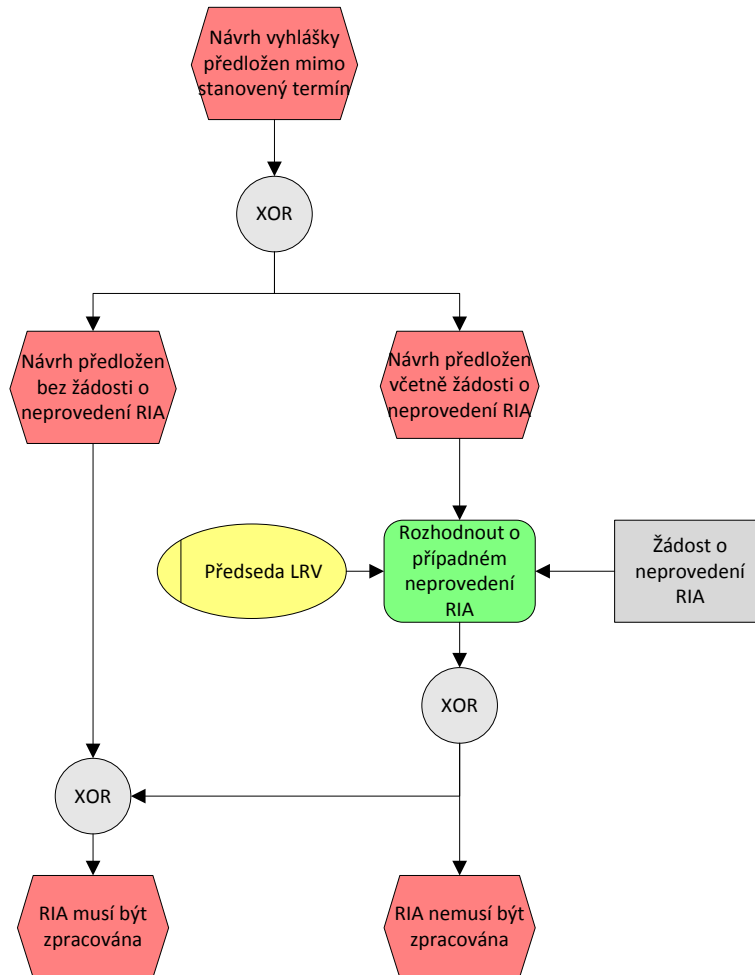 Návrh vyhlášky
předložen mimo
stanovený termín
XOR
Návrh předložen
bez žádosti o
neprovedení RIA
Návrh předložen
včetně žádosti o
neprovedení RIA
Předseda LRV
Rozhodnout o
případném
neprovedení
RIA
Žádost o
neprovedení
RIA
XOR
XOR
RIA musí být
zpracována
RIA nemusí být
zpracována